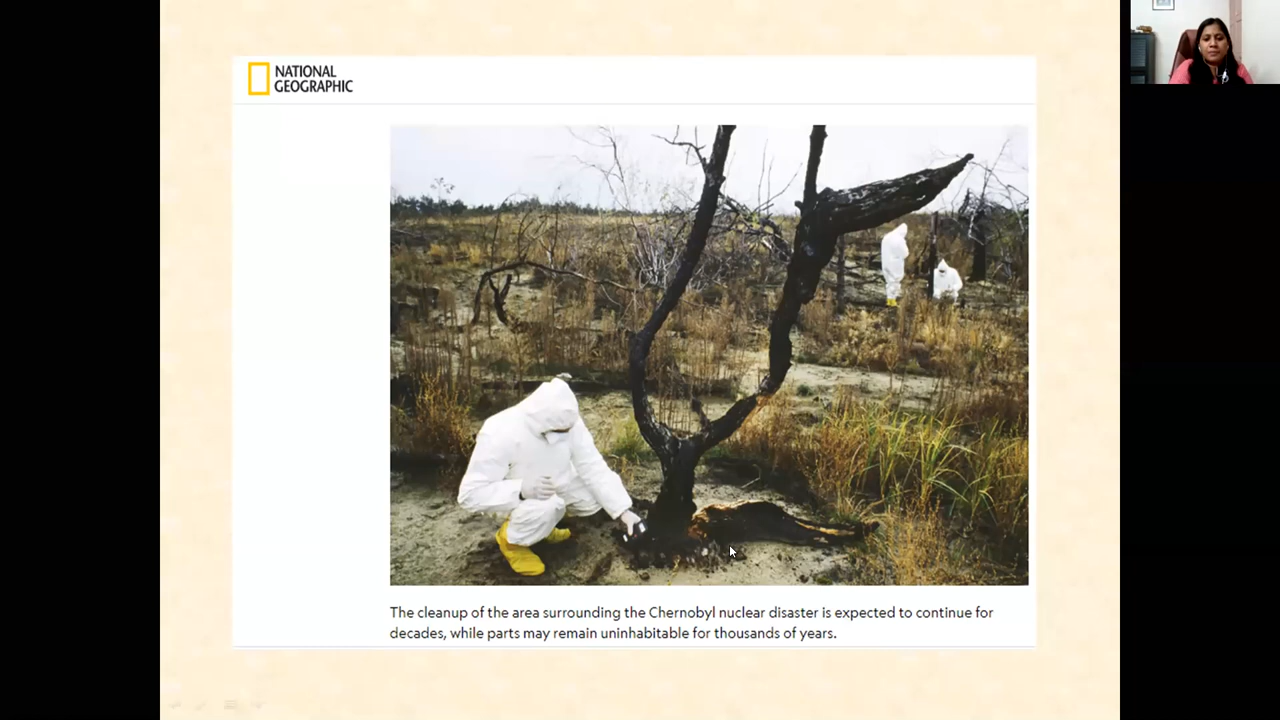 NATIONAL
GEOGRAPHIC
The cleanup of the area surrounding the Chernobyl nuclear disaster is expected to continue for
decades, while parts may remain uninhabitable for thousands of years.